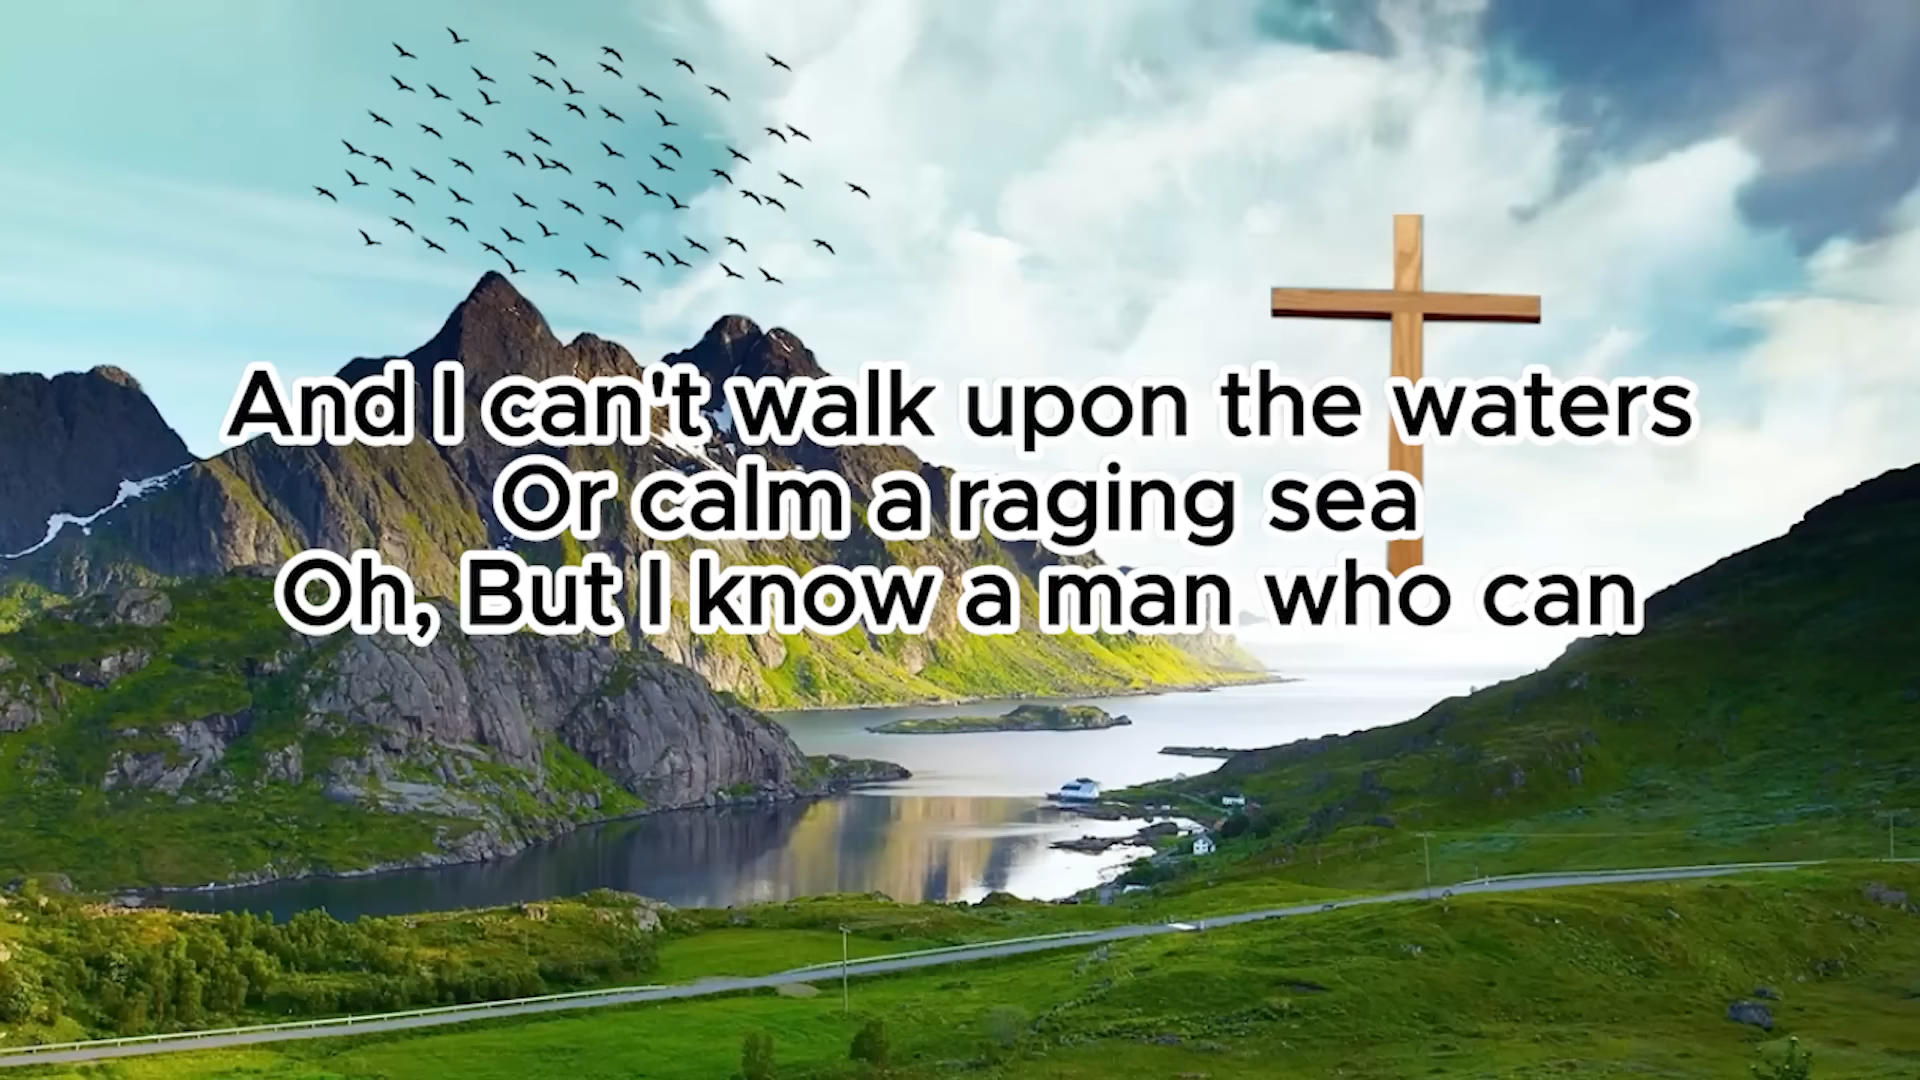 And I can't walk upon the waters
Or calm a raging sea
Oh, But I know a man who can